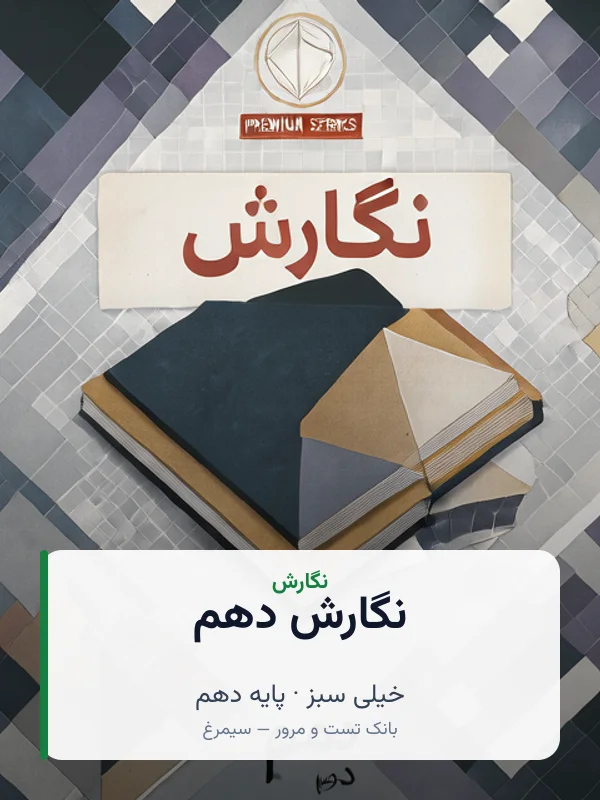 PREMIUM SERIES
نگارش
نگارش
نگارش دهم
خیلی سبز · پایه دهم
بانک تست و مرور — سیمرغ